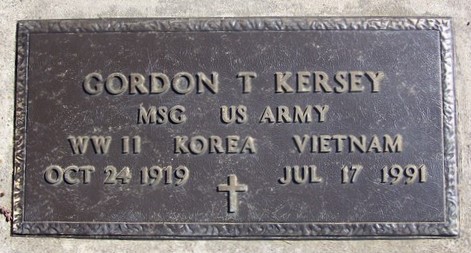 GORDON T KERSEY
MSG US ARMY
WW II KOREA VIETNAM
OCT 24 1919 JUL 17 1991